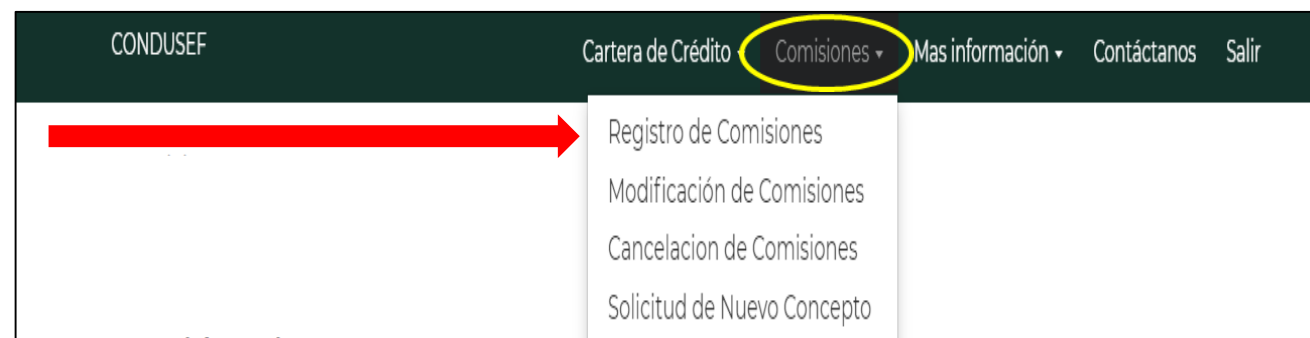 CONDUSEF
Cartera de Crédito Comisiones Mas información Contáctanos Salir
Registro de Comisiones
Modificación de Comisiones
Cancelacion de Comisiones
Solicitud de Nuevo Concepto